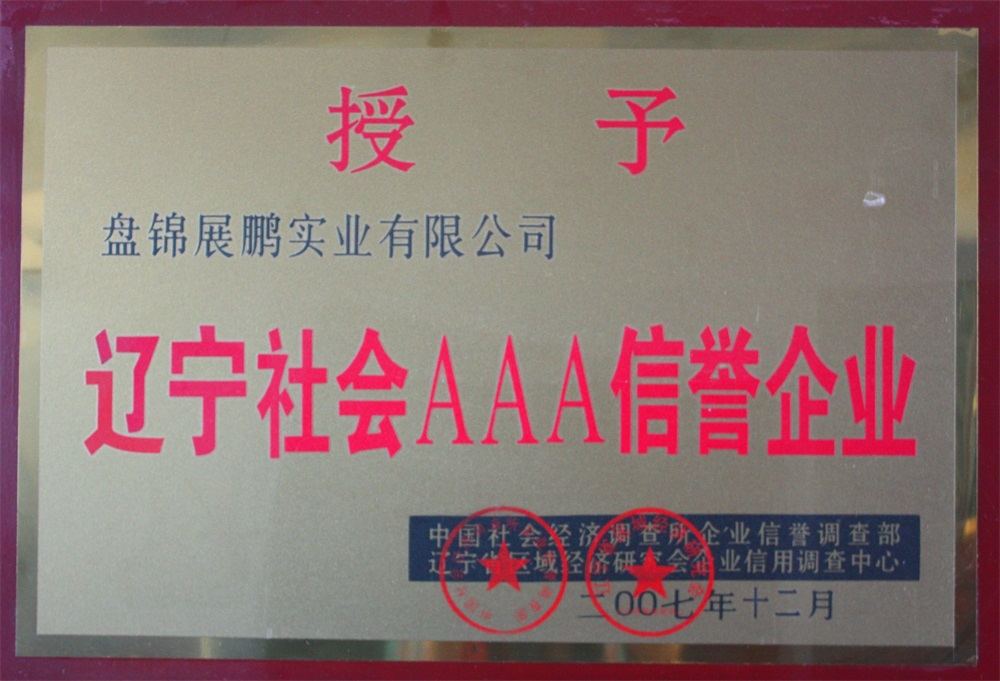 授予
盘锦展鹏实业有限公司
辽宁社会AAA信誉企业
中国社会经济调查所企业信誉调查部
辽宁省区域经济研究会企业信用调查中心
二00七年十二月